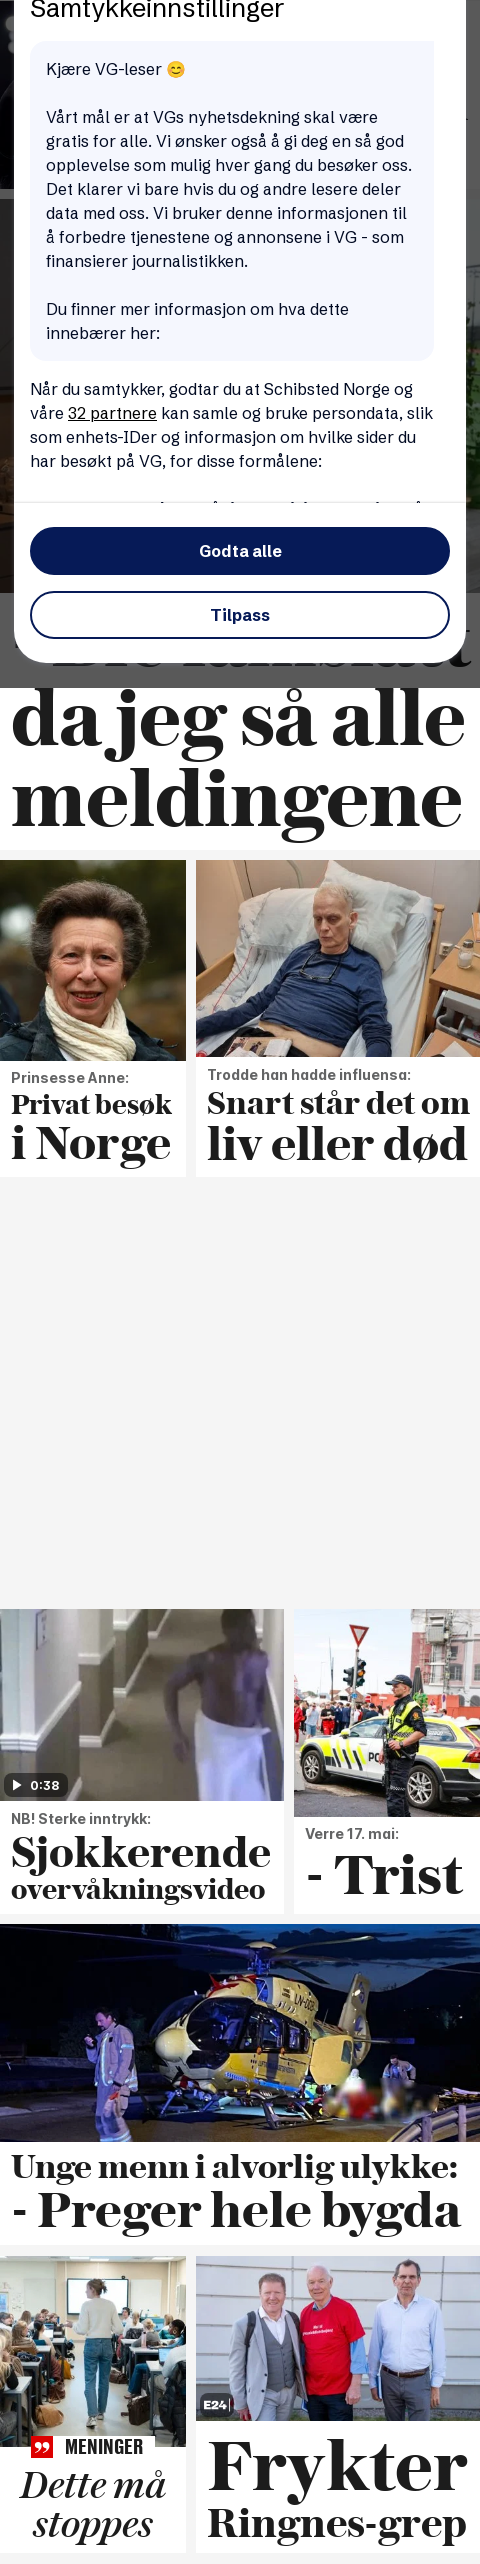 Samtykkeinnstillinger
Kjære VG-leser 😊
Vårt mål er at VGs nyhetsdekning skal være
gratis for alle. Vi ønsker også å gi deg en så god
opplevelse som mulig hver gang du besøker oss.
Det klarer vi bare hvis du og andre lesere deler
data med oss. Vi bruker denne informasjonen til
å forbedre tjenestene og annonsene i VG - som
finansierer journalistikken.
Du finner mer informasjon om hva dette
innebærer her:
Når du samtykker, godtar du at Schibsted Norge og
våre 32 partnere kan samle og bruke persondata, slik
som enhets-IDer og informasjon om hvilke sider du
har besøkt på VG, for disse formålene:
Godta alle
Tilpass
da jeg så alle
meldingene
Prinsesse Anne:
Privat besøk
i Norge
Trodde han hadde influensa:
Snart står det om
liv eller død
0:38
NB! Sterke inntrykk:
Sjokkerende
overvåkningsvideo
Verre 17. mai:
- Trist
Unge menn i alvorlig ulykke:
- Preger hele bygda
MENINGER
Dette må
stoppes
E24
Frykter
Ringnes-grep